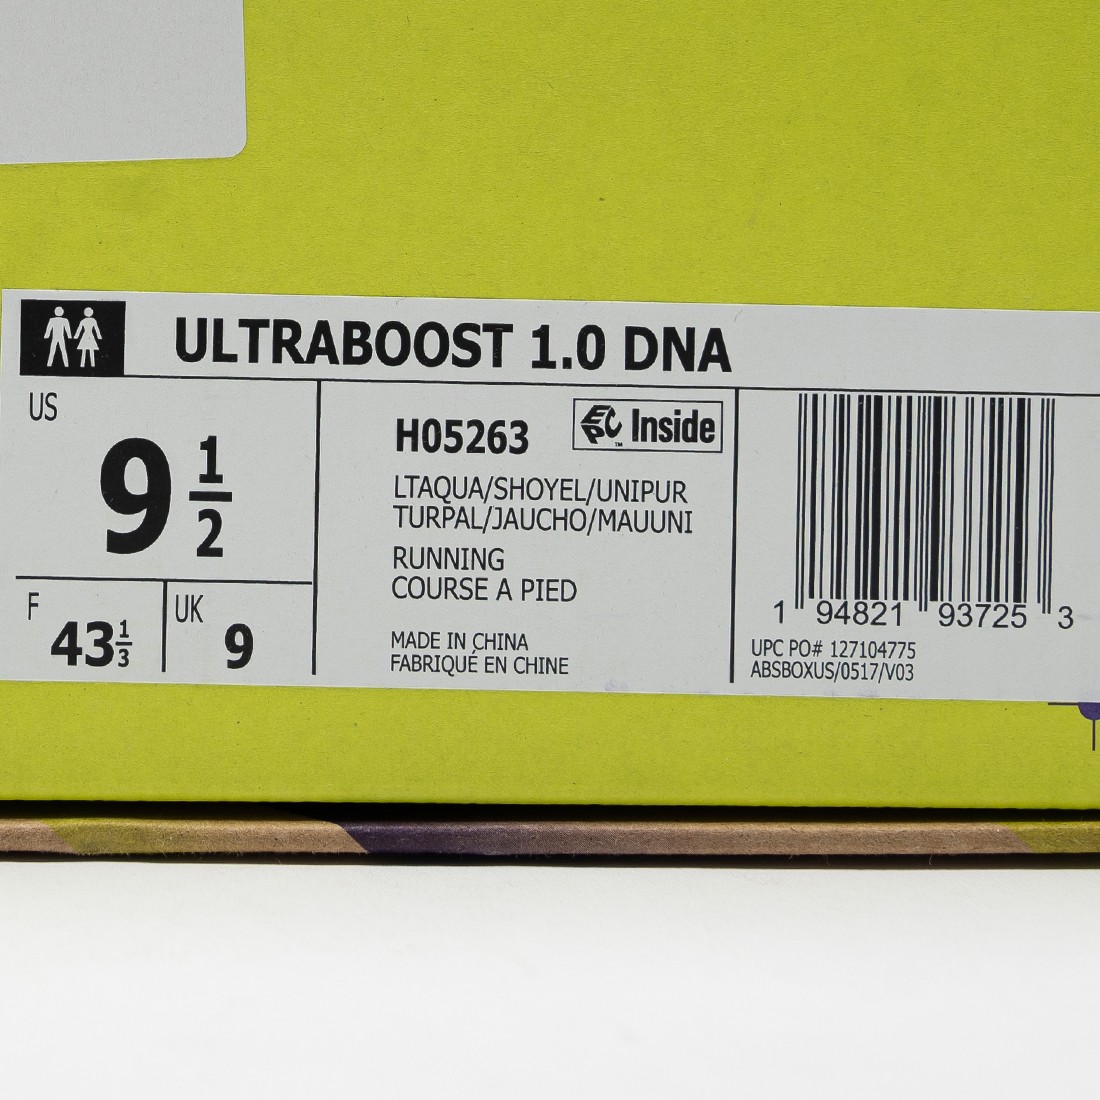 ULTRABOOST 1.0 DNA
US
9 1/2
F
43 1/3
UK
9
H05263
EPC™ Inside
LTAQUA/SHOYEL/UNIPUR
TURPAL/JAUCHO/MAUUNI
RUNNING
COURSE A PIED
MADE IN CHINA
FABRIQUÉ EN CHINE
1 94821 93725 3
UPC PO# 127104775
ABSBOXUS/0517/V03